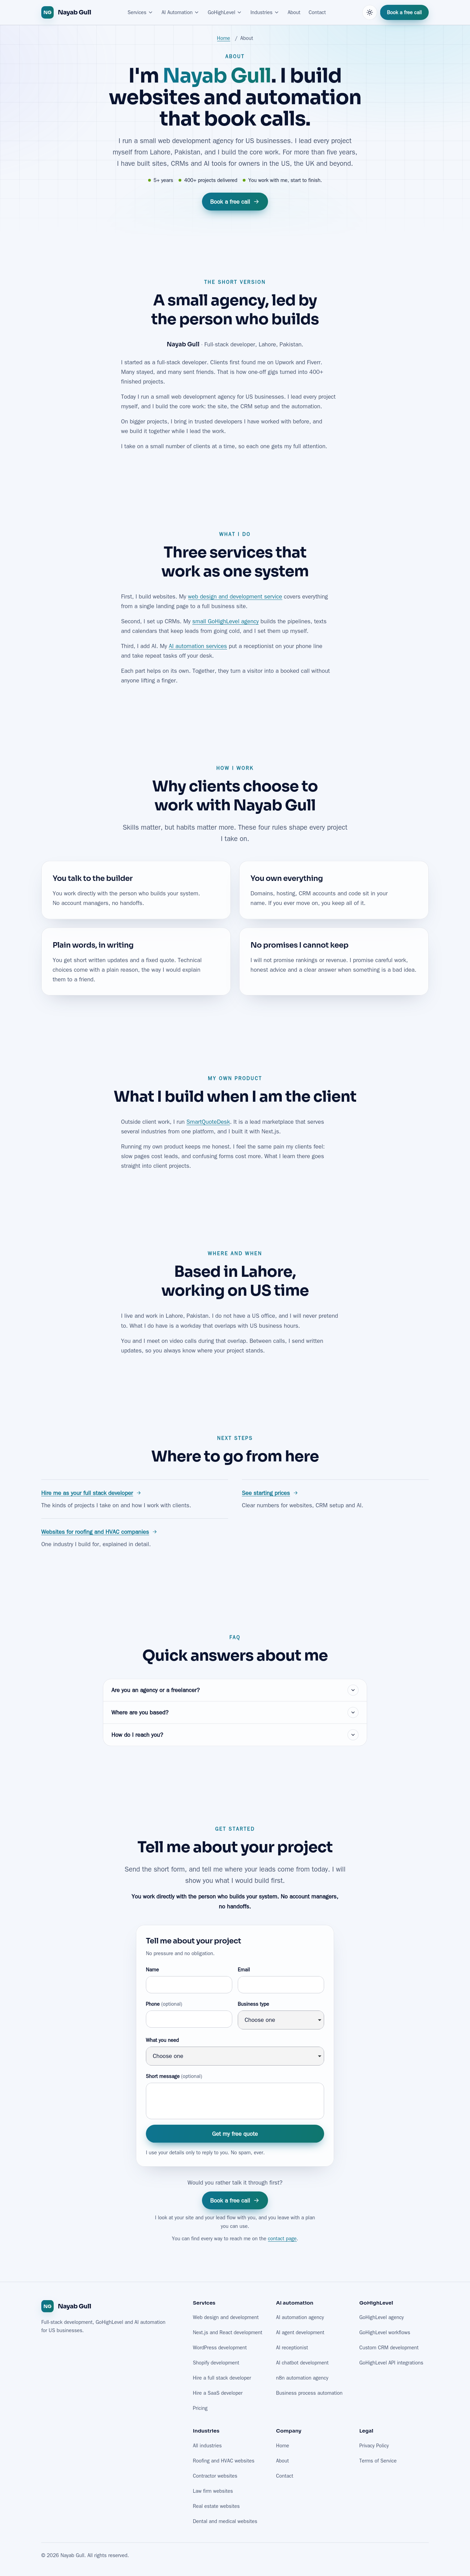 NG Nayab Gull Services AI Automation GoHighLevel Industries About Contact Book a free call
Home / About
ABOUT
I'm Nayab Gull. I build
websites and automation
that book calls.
I run a small web development agency for US businesses. I lead every project
myself from Lahore, Pakistan, and I build the core work. For more than five years,
I have built sites, CRMs and AI tools for owners in the US, the UK and beyond.
5+ years 400+ projects delivered You work with me, start to finish.
Book a free call →
THE SHORT VERSION
A small agency, led by
the person who builds
Nayab Gull · Full-stack developer, Lahore, Pakistan.
I started as a full-stack developer. Clients first found me on Upwork and Fiverr.
Many stayed, and many sent friends. That is how one-off gigs turned into 400+
finished projects.
Today I run a small web development agency for US businesses. I lead every project
myself, and I build the core work: the site, the CRM setup and the automation.
On bigger projects, I bring in trusted developers I have worked with before, and
we build it together while I lead the work.
I take on a small number of clients at a time, so each one gets my full attention.
WHAT I DO
Three services that
work as one system
First, I build websites. My web design and development service covers everything
from a single landing page to a full business site.
Second, I set up CRMs. My small GoHighLevel agency builds the pipelines, texts
and calendars that keep leads from going cold, and I set them up myself.
Third, I add AI. My AI automation services put a receptionist on your phone line
and take repeat tasks off your desk.
Each part helps on its own. Together, they turn a visitor into a booked call without
anyone lifting a finger.
HOW I WORK
Why clients choose to
work with Nayab Gull
Skills matter, but habits matter more. These four rules shape every project
I take on.
You talk to the builder
You work directly with the person who builds your system.
No account managers, no handoffs.
You own everything
Domains, hosting, CRM accounts and code sit in your
name. If you ever move on, you keep all of it.
Plain words, in writing
You get short written updates and a fixed quote. Technical
choices come with a plain reason, the way I would explain
them to a friend.
No promises I cannot keep
I will not promise rankings or revenue. I promise careful work,
honest advice and a clear answer when something is a bad idea.
MY OWN PRODUCT
What I build when I am the client
Outside client work, I run SmartQuoteDesk. It is a lead marketplace that serves
several industries from one platform, and I built it with Next.js.
Running my own product keeps me honest. I feel the same pain my clients feel:
slow pages cost leads, and confusing forms cost more. What I learn there goes
straight into client projects.
WHERE AND WHEN
Based in Lahore,
working on US time
I live and work in Lahore, Pakistan. I do not have a US office, and I will never pretend
to. What I do have is a workday that overlaps with US business hours.
You and I meet on video calls during that overlap. Between calls, I send written
updates, so you always know where your project stands.
NEXT STEPS
Where to go from here
Hire me as your full stack developer →
The kinds of projects I take on and how I work with clients.
See starting prices →
Clear numbers for websites, CRM setup and AI.
Websites for roofing and HVAC companies →
One industry I build for, explained in detail.
FAQ
Quick answers about me
Are you an agency or a freelancer?
Where are you based?
How do I reach you?
GET STARTED
Tell me about your project
Send the short form, and tell me where your leads come from today. I will
show you what I would build first.
You work directly with the person who builds your system. No account managers,
no handoffs.
Tell me about your project
No pressure and no obligation.
Name Email
Phone (optional) Business type
Choose one
What you need
Choose one
Short message (optional)
Get my free quote
I use your details only to reply to you. No spam, ever.
Would you rather talk it through first?
Book a free call →
I look at your site and your lead flow with you, and you leave with a plan
you can use.
You can find every way to reach me on the contact page.
NG Nayab Gull
Full-stack development, GoHighLevel and AI automation
for US businesses.
Services
Web design and development
Next.js and React development
WordPress development
Shopify development
Hire a full stack developer
Hire a SaaS developer
Pricing
AI automation
AI automation agency
AI agent development
AI receptionist
AI chatbot development
n8n automation agency
Business process automation
GoHighLevel
GoHighLevel agency
GoHighLevel workflows
Custom CRM development
GoHighLevel API integrations
Industries
All industries
Roofing and HVAC websites
Contractor websites
Law firm websites
Real estate websites
Dental and medical websites
Company
Home
About
Contact
Legal
Privacy Policy
Terms of Service
© 2026 Nayab Gull. All rights reserved.